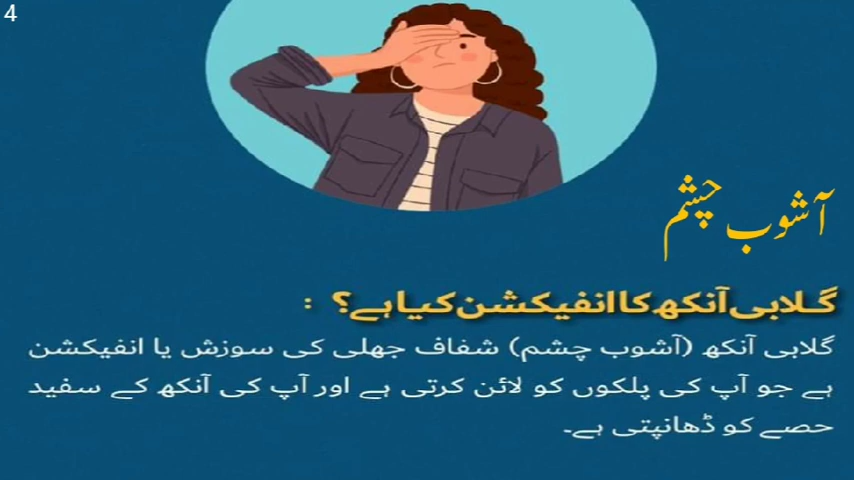 4
آشوب چشم
گلابی آنکھ کا انفیکشن کیا ہے؟ :
گلابی آنکھ (آشوب چشم) شفاف جھلی کی سوزش یا انفیکشن
ہے جو آپ کی پلکوں کو لائن کرتی ہے اور آپ کی آنکھ کے سفید
حصے کو ڈھانپتی ہے۔